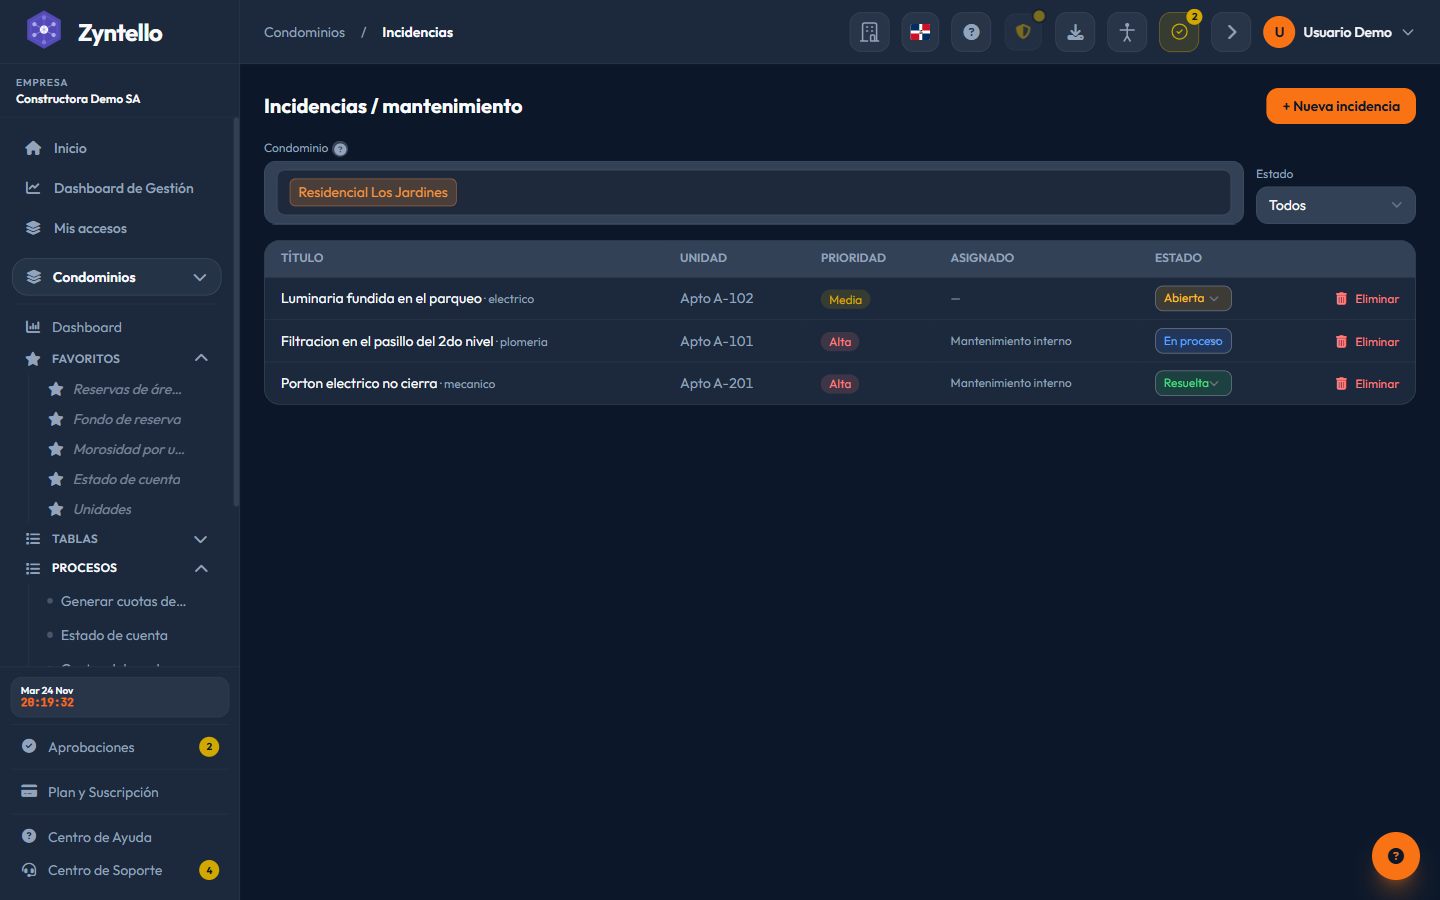 Zyntello
Condominios / Incidencias
2
U
Usuario Demo
EMPRESA
Constructora Demo SA
Inicio
Dashboard de Gestión
Mis accesos
Condominios
Dashboard
FAVORITOS
Reservas de áre...
Fondo de reserva
Morosidad por u...
Estado de cuenta
Unidades
TABLAS
PROCESOS
Generar cuotas de...
Estado de cuenta
Mar 24 Nov
20:19:32
Aprobaciones 2
Plan y Suscripción
Centro de Ayuda
Centro de Soporte 4
Incidencias / mantenimiento
+ Nueva incidencia
Condominio ?
Residencial Los Jardines
Estado
Todos
TÍTULO UNIDAD PRIORIDAD ASIGNADO ESTADO
Luminaria fundida en el parqueo · electrico Apto A-102 Media — Abierta Eliminar
Filtracion en el pasillo del 2do nivel · plomeria Apto A-101 Alta Mantenimiento interno En proceso Eliminar
Porton electrico no cierra · mecanico Apto A-201 Alta Mantenimiento interno Resuelta Eliminar